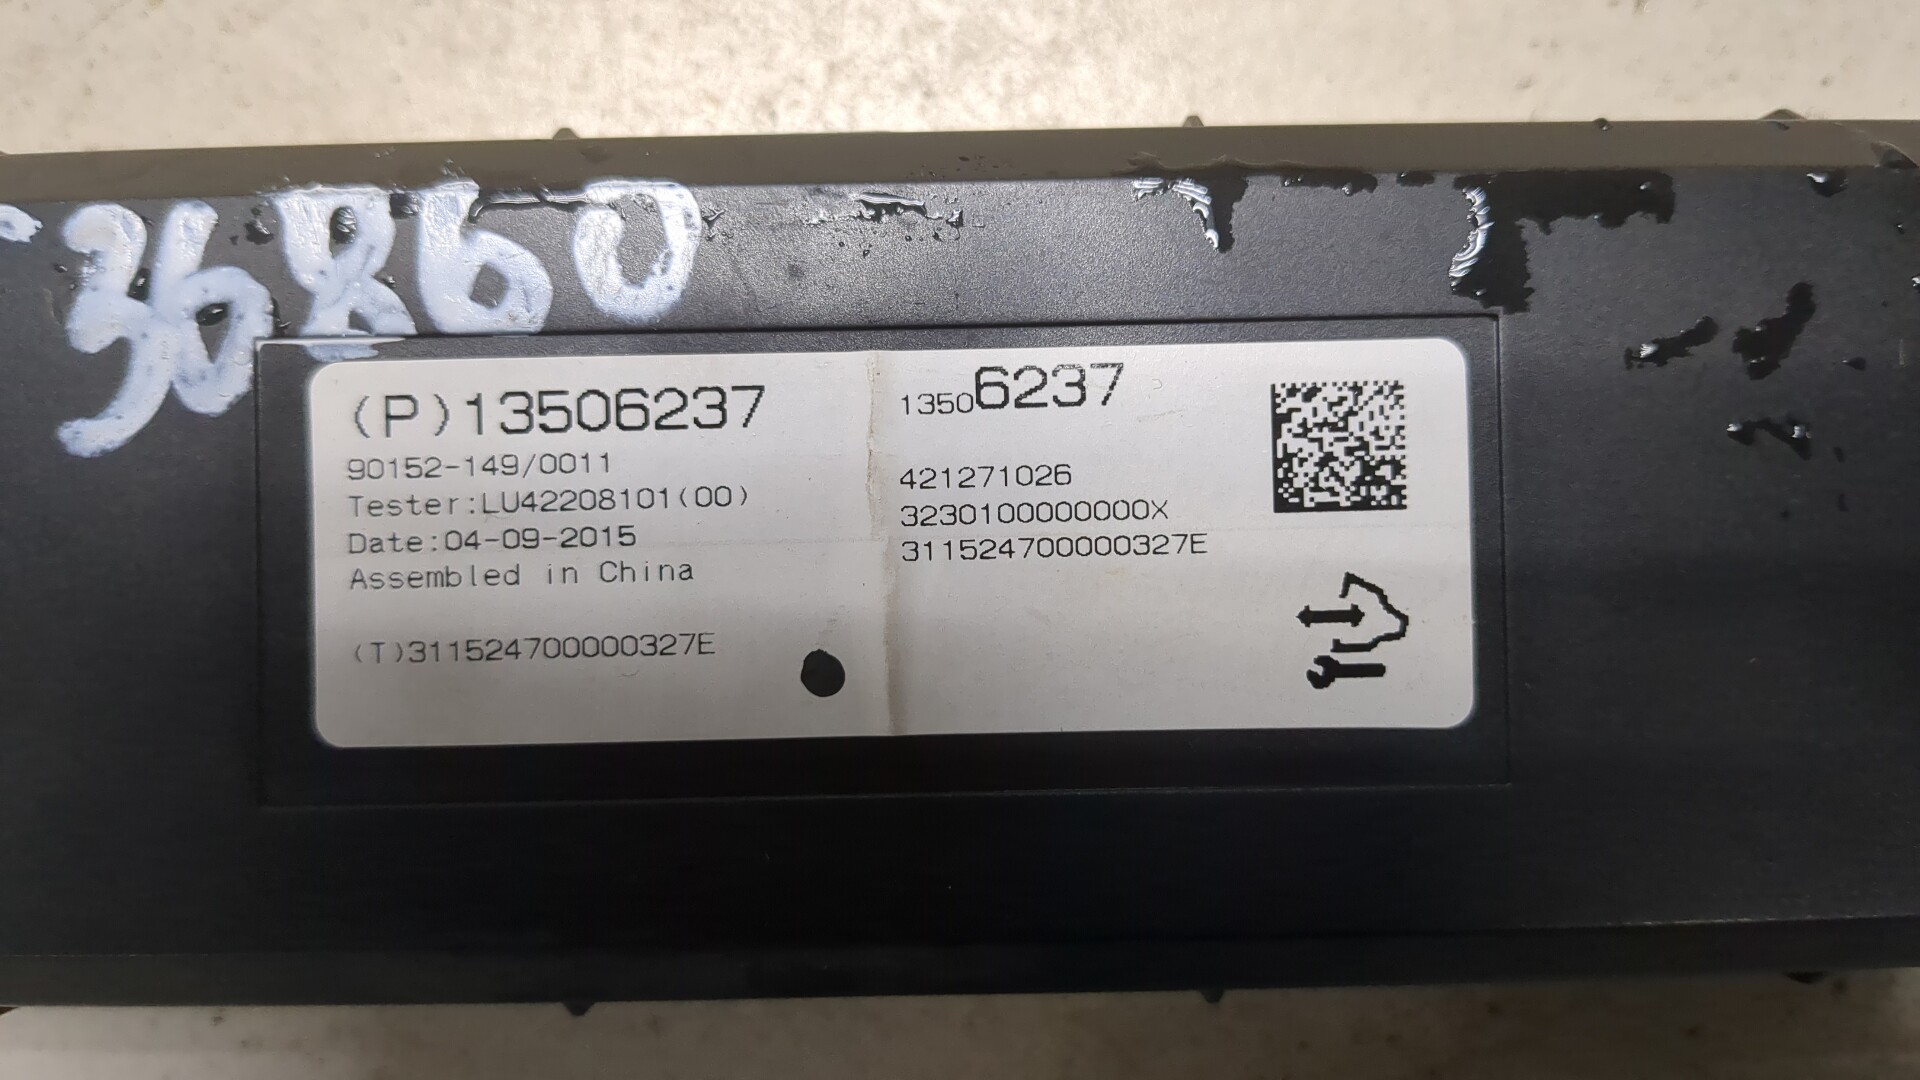 36860
(P)13506237
90152-149/0011
Tester:LU42208101(00)
Date:04-09-2015
Assembled in China
(T)311524700000327E
13506237
421271026
3230100000000X
311524700000327E